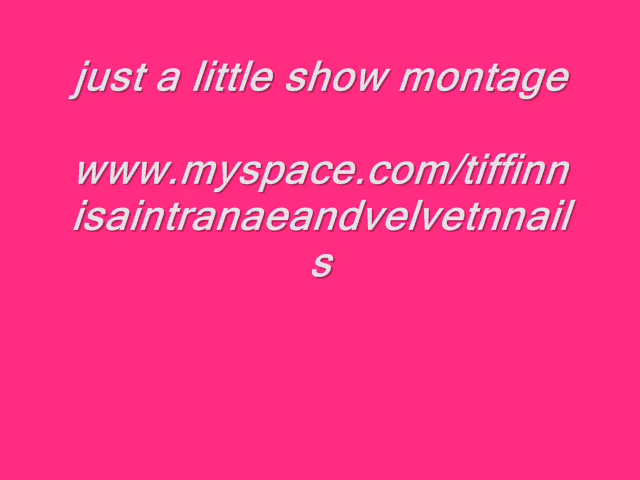 just a little show montage
www.myspace.com/tiffinn
isaintranaeandvelvetnnail
s